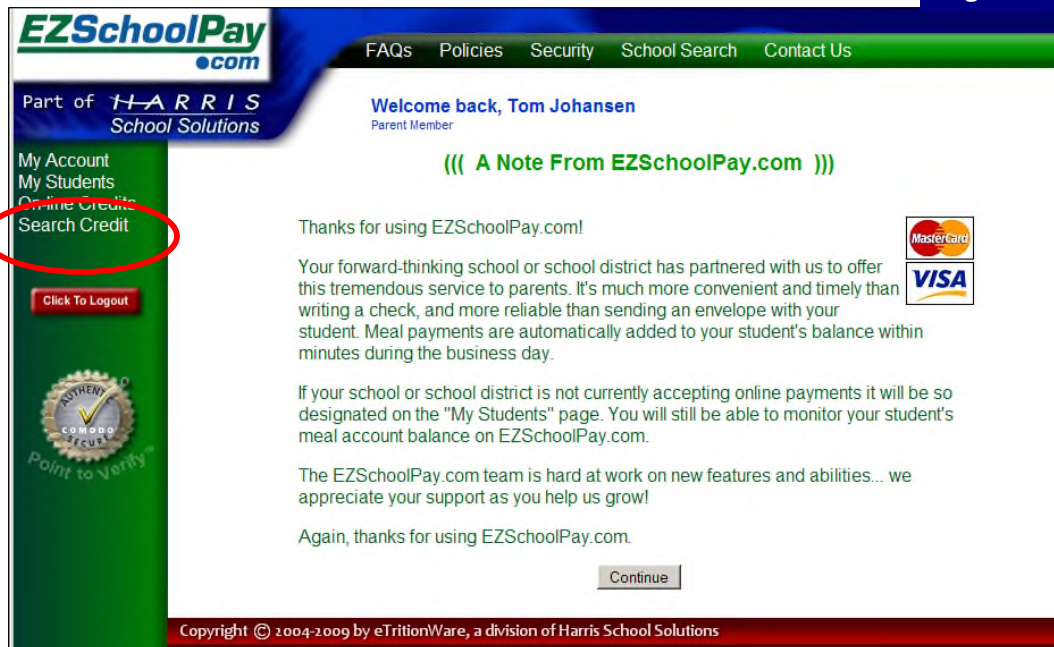 EZSchoolPay
.com
FAQs Policies Security School Search Contact Us
Part of HARRIS
School Solutions
Welcome back, Tom Johansen
Parent Member
My Account
My Students
On-line Credits
Search Credit
Click To Logout
((( A Note From EZSchoolPay.com )))
Thanks for using EZSchoolPay.com!
MasterCard
VISA
Your forward-thinking school or school district has partnered with us to offer
this tremendous service to parents. It's much more convenient and timely than
writing a check, and more reliable than sending an envelope with your
student. Meal payments are automatically added to your student's balance within
minutes during the business day.
If your school or school district is not currently accepting online payments it will be so
designated on the "My Students" page. You will still be able to monitor your student's
meal account balance on EZSchoolPay.com.
The EZSchoolPay.com team is hard at work on new features and abilities... we
appreciate your support as you help us grow!
Again, thanks for using EZSchoolPay.com.
Continue
COMODO
SECURE
Point to Verify
Copyright © 2004-2009 by eTritionWare, a division of Harris School Solutions